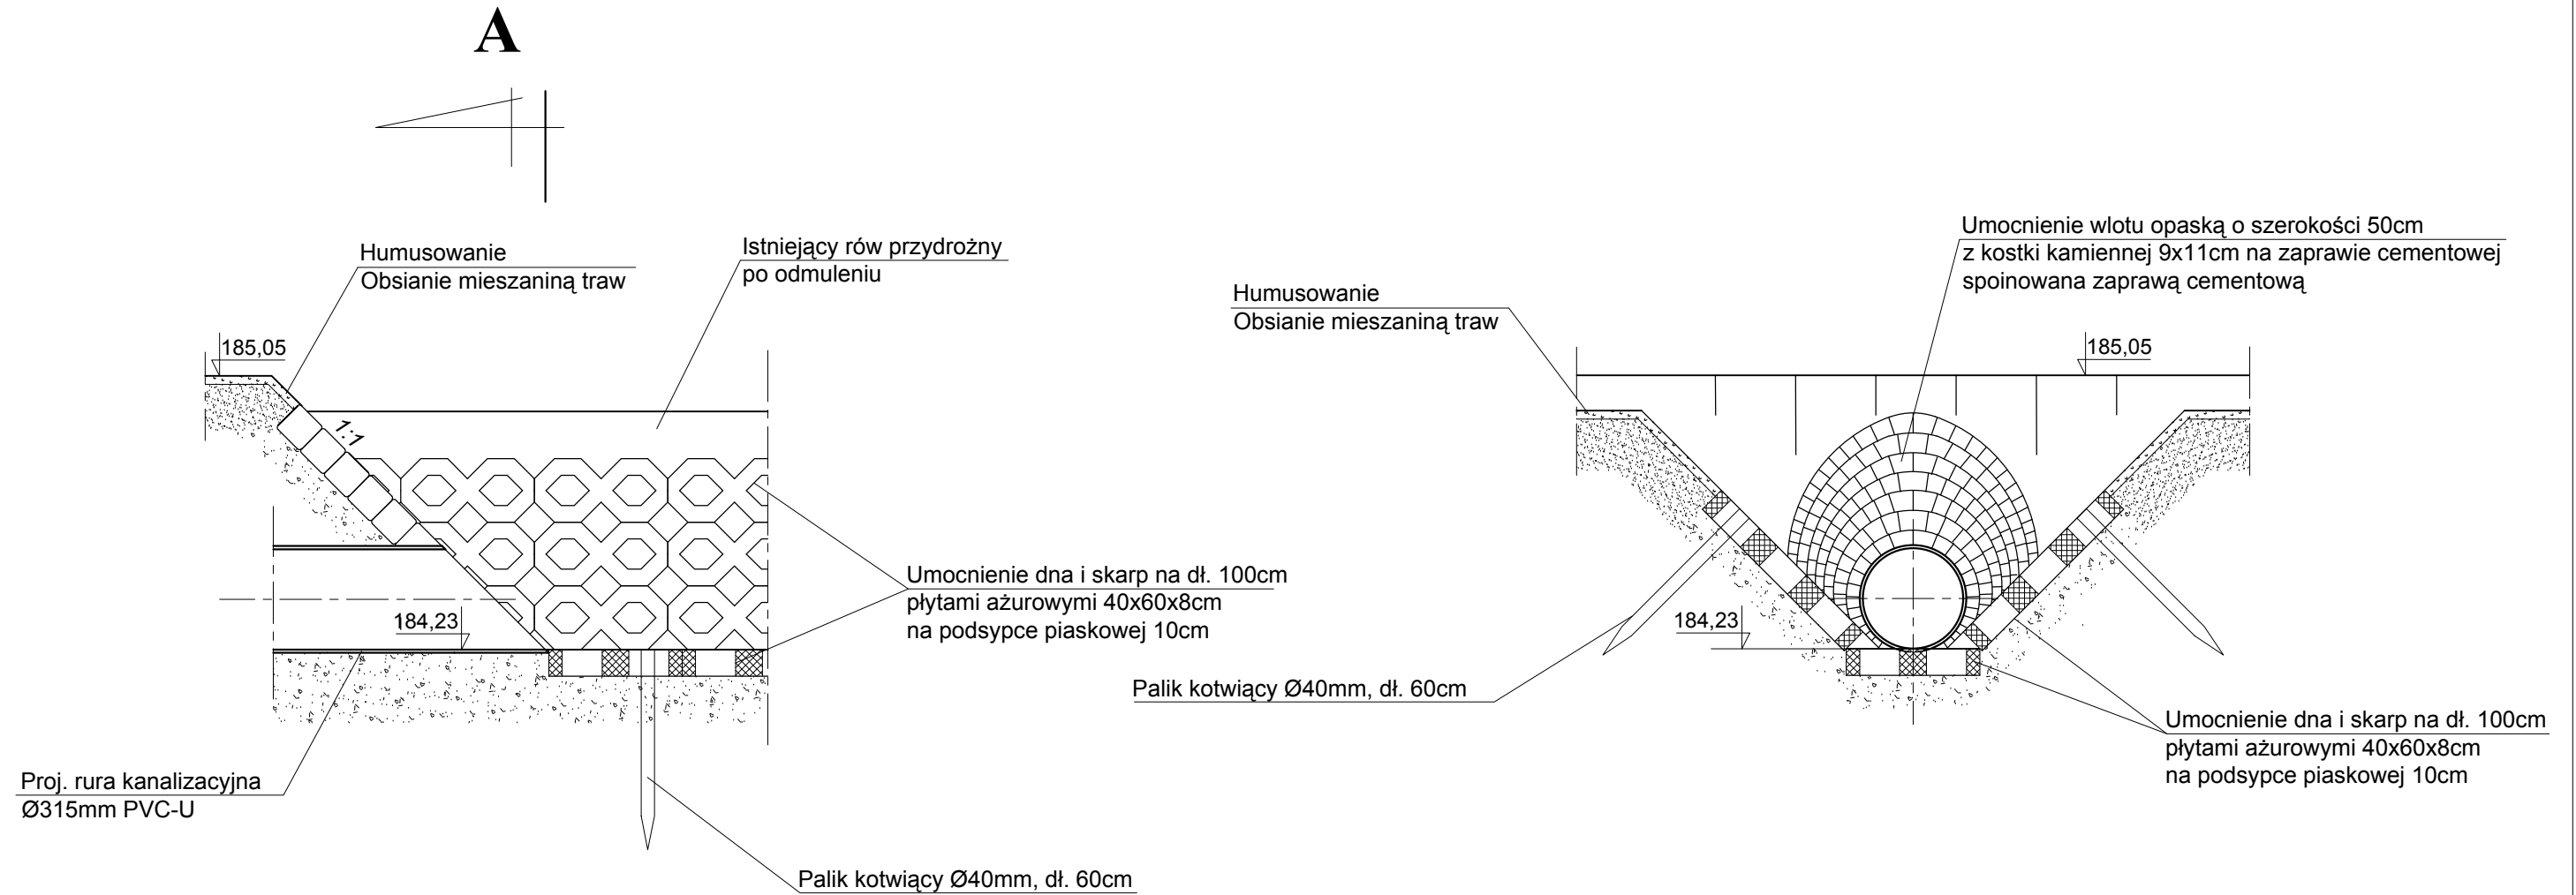 A
Humusowanie
Obsianie mieszaniną traw
Istniejący rów przydrożny
po odmuleniu
185,05
1:1
184,23
Umocnienie dna i skarp na dł. 100cm
płytami ażurowymi 40x60x8cm
na podsypce piaskowej 10cm
Proj. rura kanalizacyjna
Ø315mm PVC-U
Palik kotwiący Ø40mm, dł. 60cm
Umocnienie wlotu opaską o szerokości 50cm
z kostki kamiennej 9x11cm na zaprawie cementowej
spoinowana zaprawą cementową
Humusowanie
Obsianie mieszaniną traw
185,05
184,23
Palik kotwiący Ø40mm, dł. 60cm
Umocnienie dna i skarp na dł. 100cm
płytami ażurowymi 40x60x8cm
na podsypce piaskowej 10cm